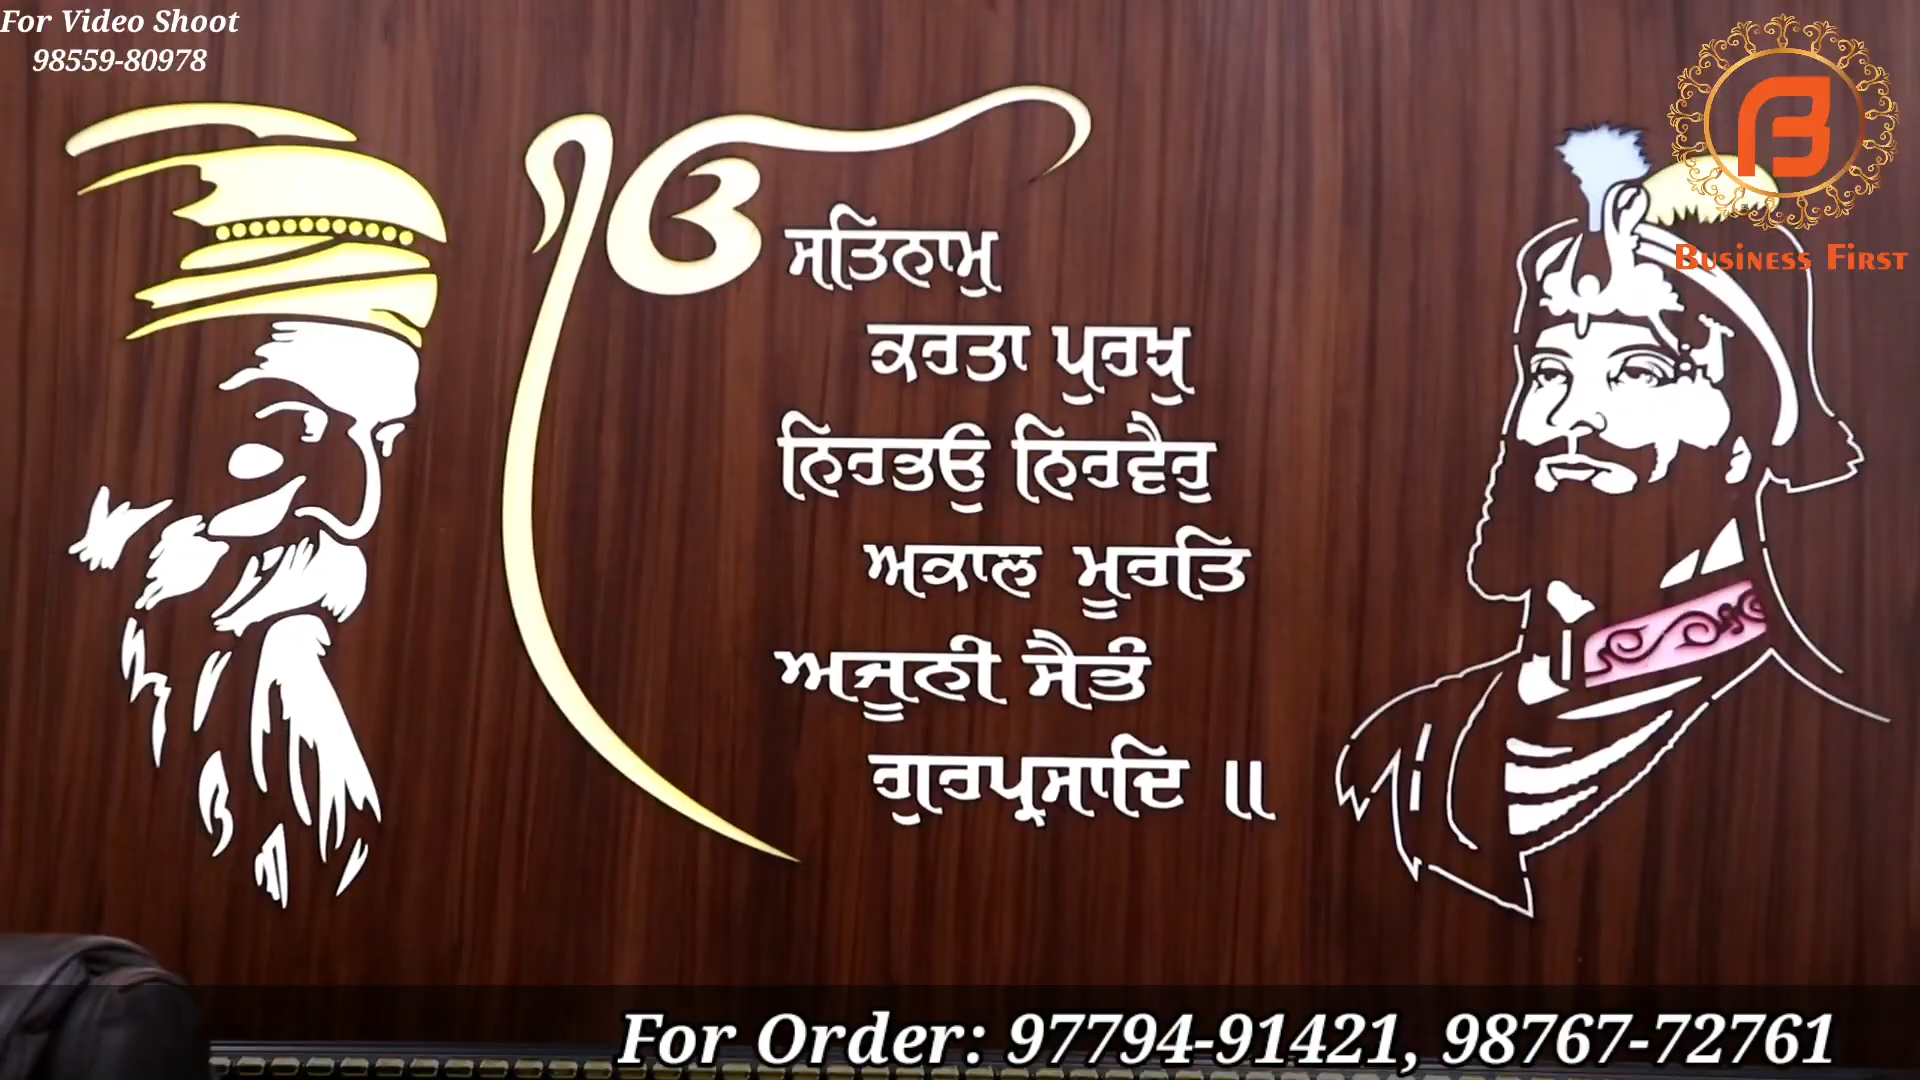 For Video Shoot
98559-80978
BUSINESS FIRST
ੴ
ਸਤਿਨਾਮੁ
ਕਰਤਾ ਪੁਰਖੁ
ਨਿਰਭਓੁ ਨਿਰਵੈਰੁ
ਅਕਾਲ ਮੂਰਤਿ
ਅਜੂਨੀ ਸੈਭੰ
ਗੁਰਪ੍ਰਸਾਦਿ ॥
For Order: 97794-91421, 98767-72761